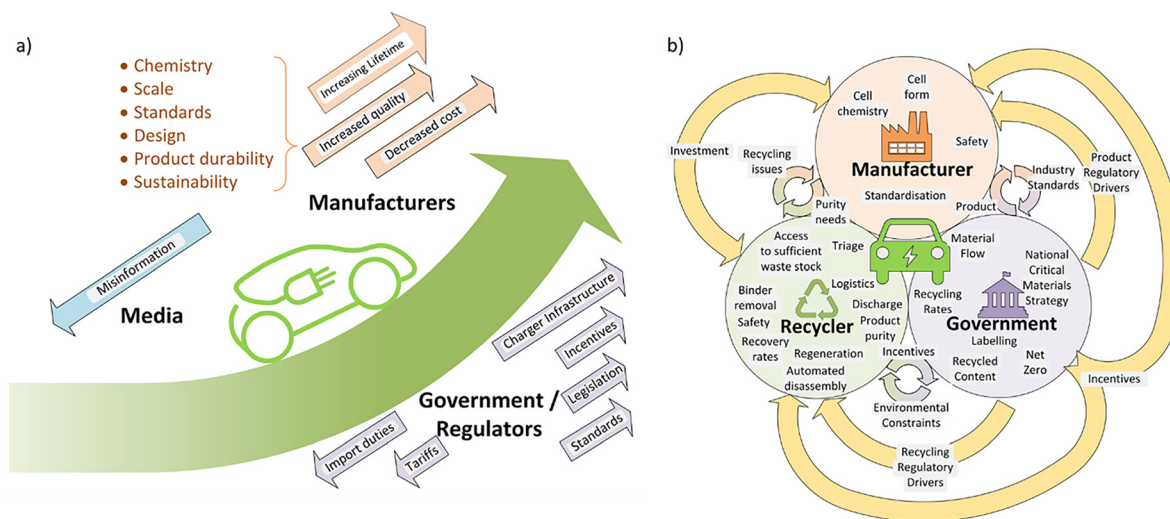 a)
• Chemistry
• Scale
• Standards
• Design
• Product durability
• Sustainability
Increasing Lifetime
Increased quality
Decreased cost
Manufacturers
Misinformation
Media
Charger Infrastructure
Incentives
Legislation
Standards
Government /
Regulators
Import duties
Tariffs
b)
Cell
form
Cell
chemistry
Safety
Manufacturer
Standardisation
Investment
Recycling
issues
Purity
needs
Industry
Standards
Product
Product
Regulatory
Drivers
Access
to sufficient
waste stock
Triage
Logistics
Binder
removal
Safety
Recovery
rates
Recycler
Discharge
Product
purity
Regeneration
Automated
disassembly
Material
Flow
National
Critical
Materials
Strategy
Recycling
Rates
Government
Labelling
Recycled
Content
Net
Zero
Incentives
Environmental
Constraints
Incentives
Recycling
Regulatory
Drivers